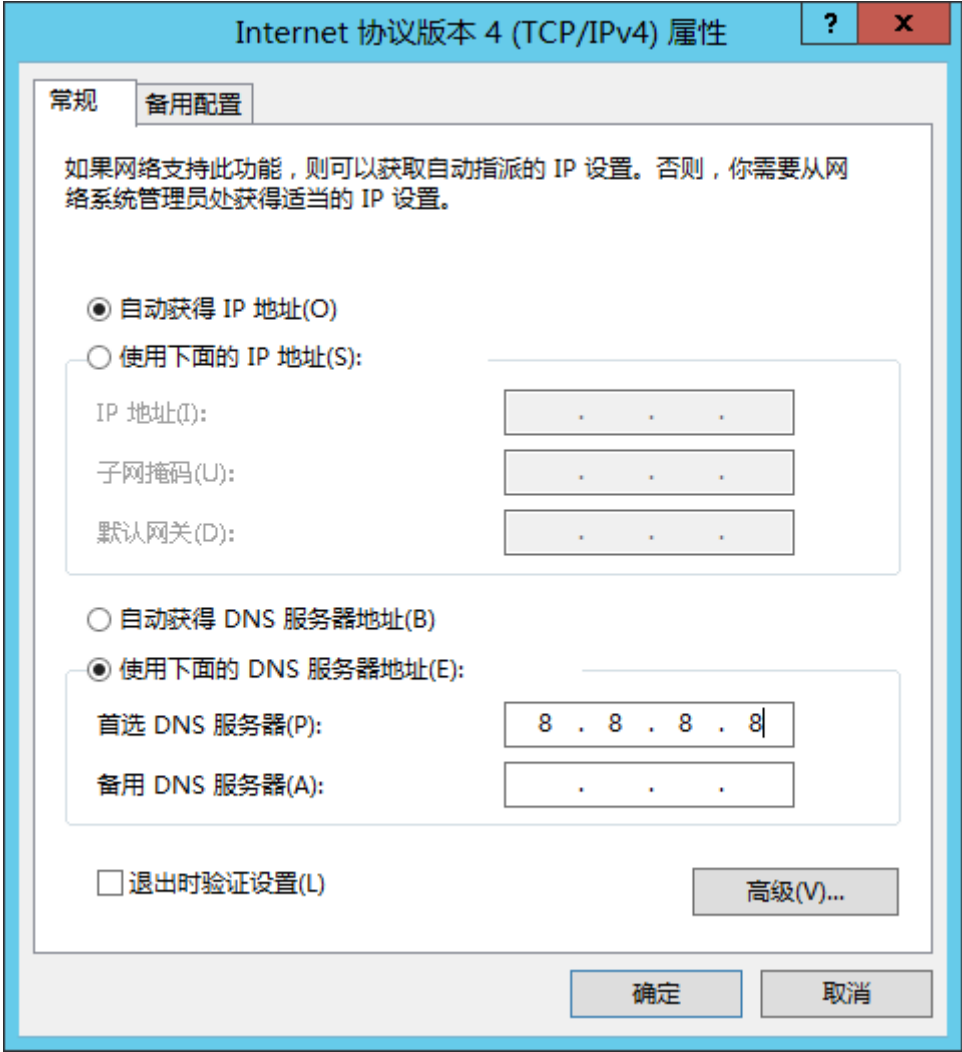 Internet 协议版本 4 (TCP/IPv4) 属性
?
x
常规
备用配置
如果网络支持此功能，则可以获取自动指派的 IP 设置。否则，你需要从网
络系统管理员处获得适当的 IP 设置。
自动获得 IP 地址(O)
使用下面的 IP 地址(S):
IP 地址(I):
. . .
子网掩码(U):
. . .
默认网关(D):
. . .
自动获得 DNS 服务器地址(B)
使用下面的 DNS 服务器地址(E):
首选 DNS 服务器(P):
8 . 8 . 8 . 8
备用 DNS 服务器(A):
. . .
退出时验证设置(L)
高级(V)...
确定
取消